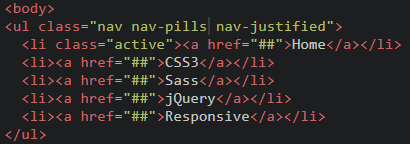 <body>
<ul class="nav nav-pills nav-justified">
<li class="active"><a href="##">Home</a></li>
<li><a href="##">CSS3</a></li>
<li><a href="##">Sass</a></li>
<li><a href="##">jQuery</a></li>
<li><a href="##">Responsive</a></li>
</ul>